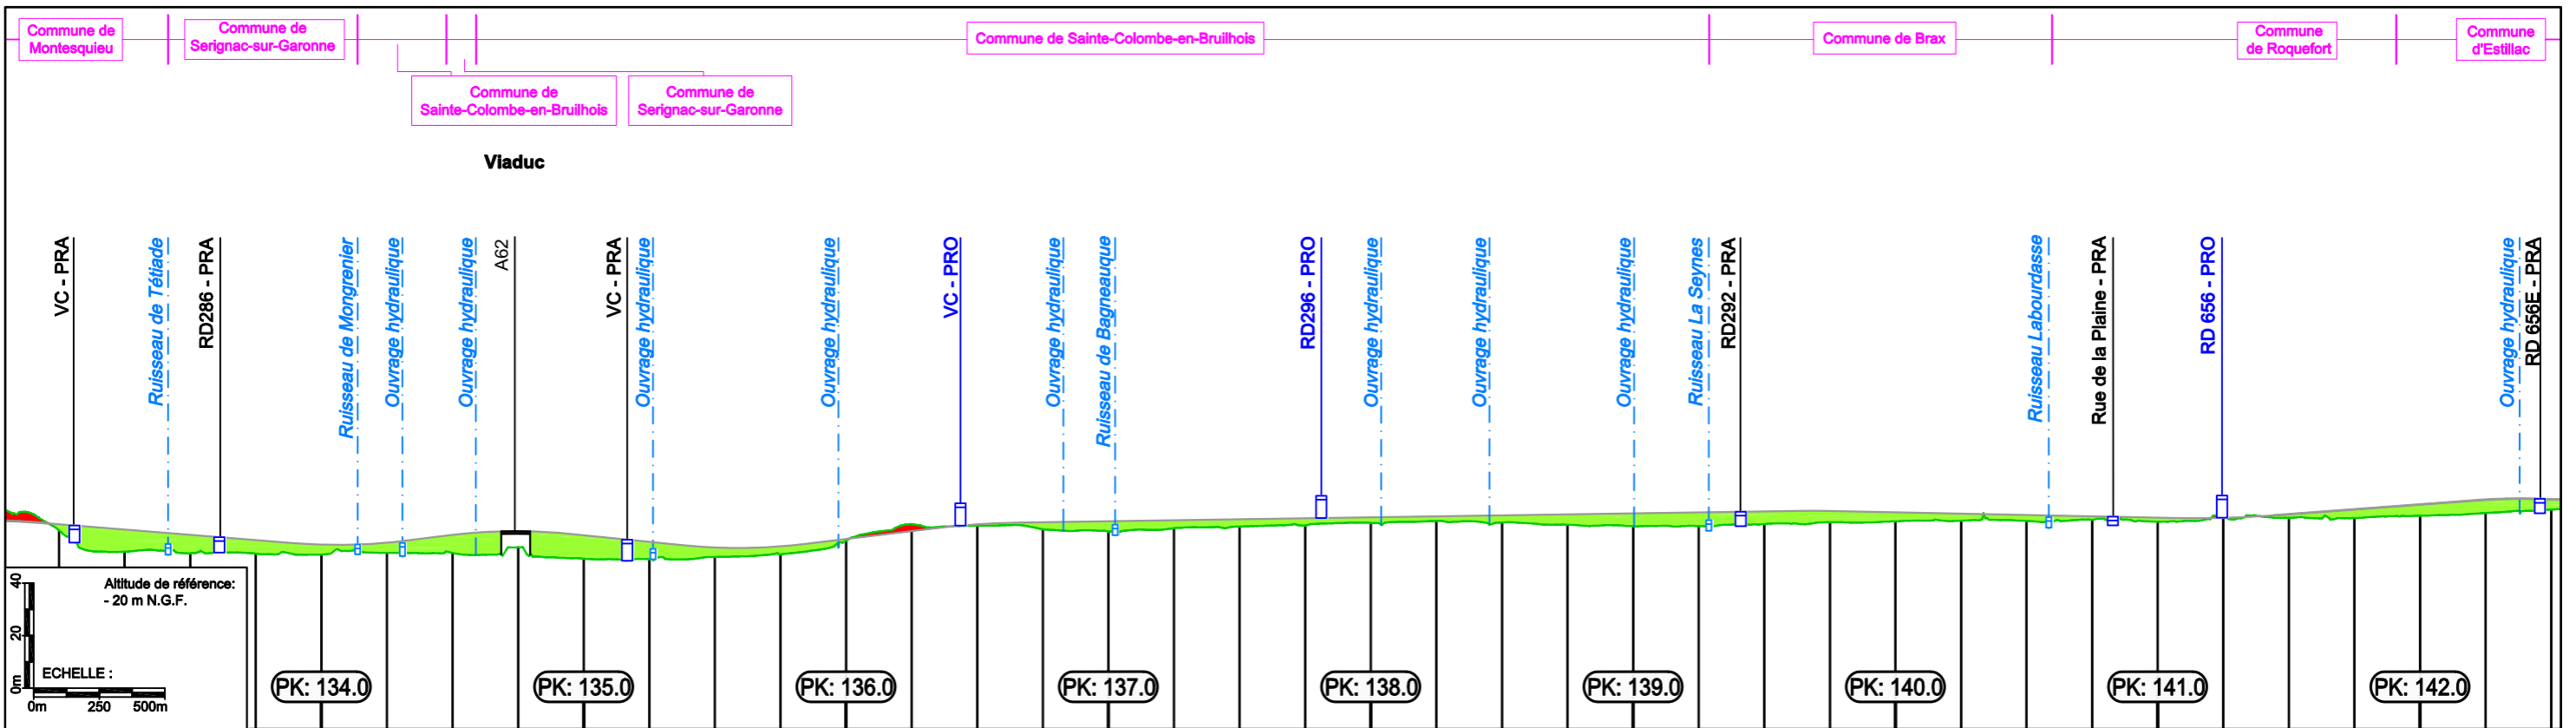 Commune de
Montesquieu
Commune de
Serignac-sur-Garonne
Commune de Sainte-Colombe-en-Bruilhois
Commune de Brax
Commune
de Roquefort
Commune
d'Estillac
Commune de
Sainte-Colombe-en-Bruilhois
Commune de
Serignac-sur-Garonne
Viaduc
VC - PRA
Ruisseau de Tétiade
RD286 - PRA
Ruisseau de Mongrenier
Ouvrage hydraulique
Ouvrage hydraulique
A62
VC - PRA
Ouvrage hydraulique
Ouvrage hydraulique
VC - PRO
Ouvrage hydraulique
Ruisseau de Bagneauque
RD296 - PRO
Ouvrage hydraulique
Ouvrage hydraulique
Ouvrage hydraulique
Ruisseau La Seynes
RD292 - PRA
Ruisseau Labourdasse
Rue de la Plaine - PRA
RD 656 - PRO
Ouvrage hydraulique
RD 656E - PRA
Altitude de référence:
- 20 m N.G.F.
40
20
0m
ECHELLE :
0m 250 500m
PK: 134.0
PK: 135.0
PK: 136.0
PK: 137.0
PK: 138.0
PK: 139.0
PK: 140.0
PK: 141.0
PK: 142.0